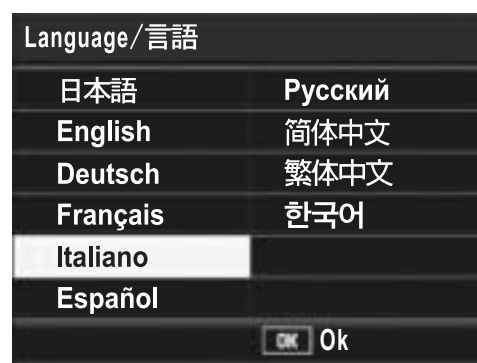 Language/言語
日本語
English
Deutsch
Français
Italiano
Español
Русский
简体中文
繁体中文
한국어
OK Ok